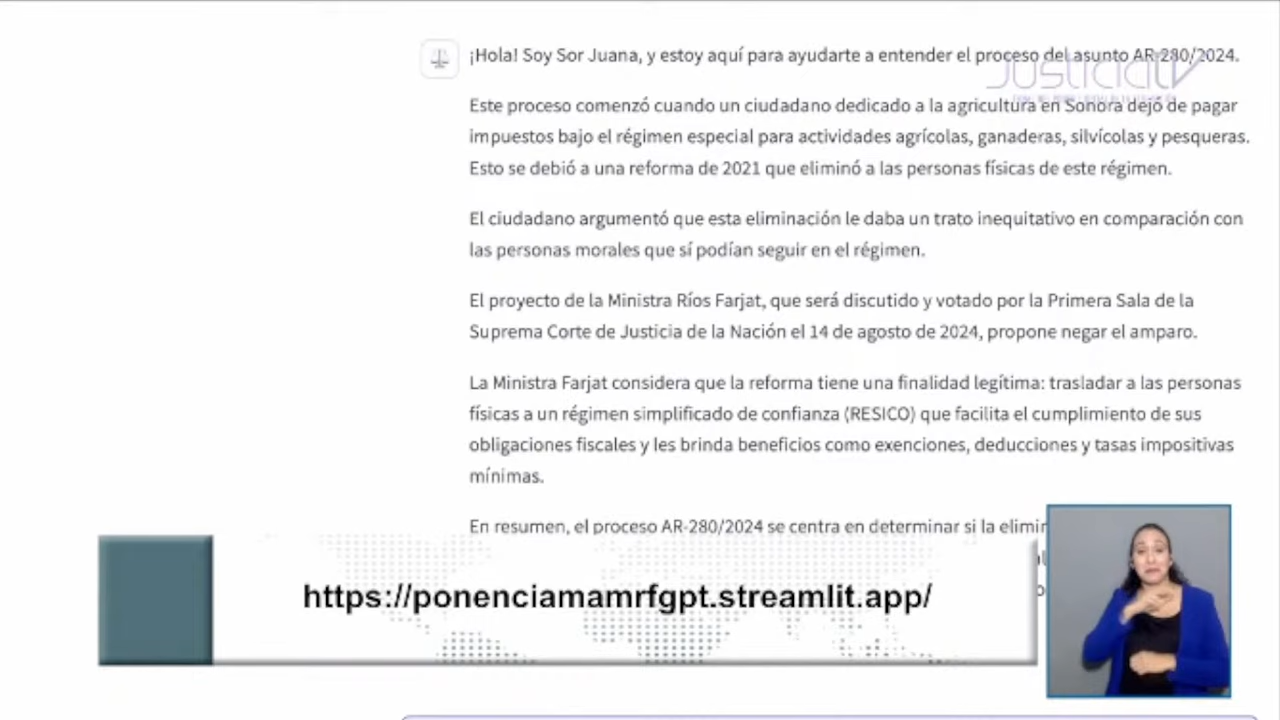 ¡Hola! Soy Sor Juana, y estoy aquí para ayudarte a entender el proceso del asunto AR-280/2024.
Justicia tv
Este proceso comenzó cuando un ciudadano dedicado a la agricultura en Sonora dejó de pagar
impuestos bajo el régimen especial para actividades agrícolas, ganaderas, silvícolas y pesqueras.
Esto se debió a una reforma de 2021 que eliminó a las personas físicas de este régimen.
El ciudadano argumentó que esta eliminación le daba un trato inequitativo en comparación con
las personas morales que sí podían seguir en el régimen.
El proyecto de la Ministra Ríos Farjat, que será discutido y votado por la Primera Sala de la
Suprema Corte de Justicia de la Nación el 14 de agosto de 2024, propone negar el amparo.
La Ministra Farjat considera que la reforma tiene una finalidad legítima: trasladar a las personas
físicas a un régimen simplificado de confianza (RESICO) que facilita el cumplimiento de sus
obligaciones fiscales y les brinda beneficios como exenciones, deducciones y tasas impositivas
mínimas.
En resumen, el proceso AR-280/2024 se centra en determinar si la
https://ponenciamamrfgpt.streamlit.app/